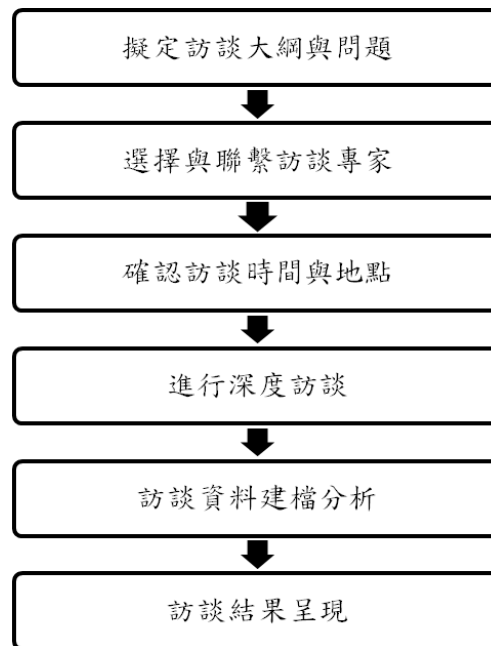 擬定訪談大綱與問題
選擇與聯繫訪談專家
確認訪談時間與地點
進行深度訪談
訪談資料建檔分析
訪談結果呈現